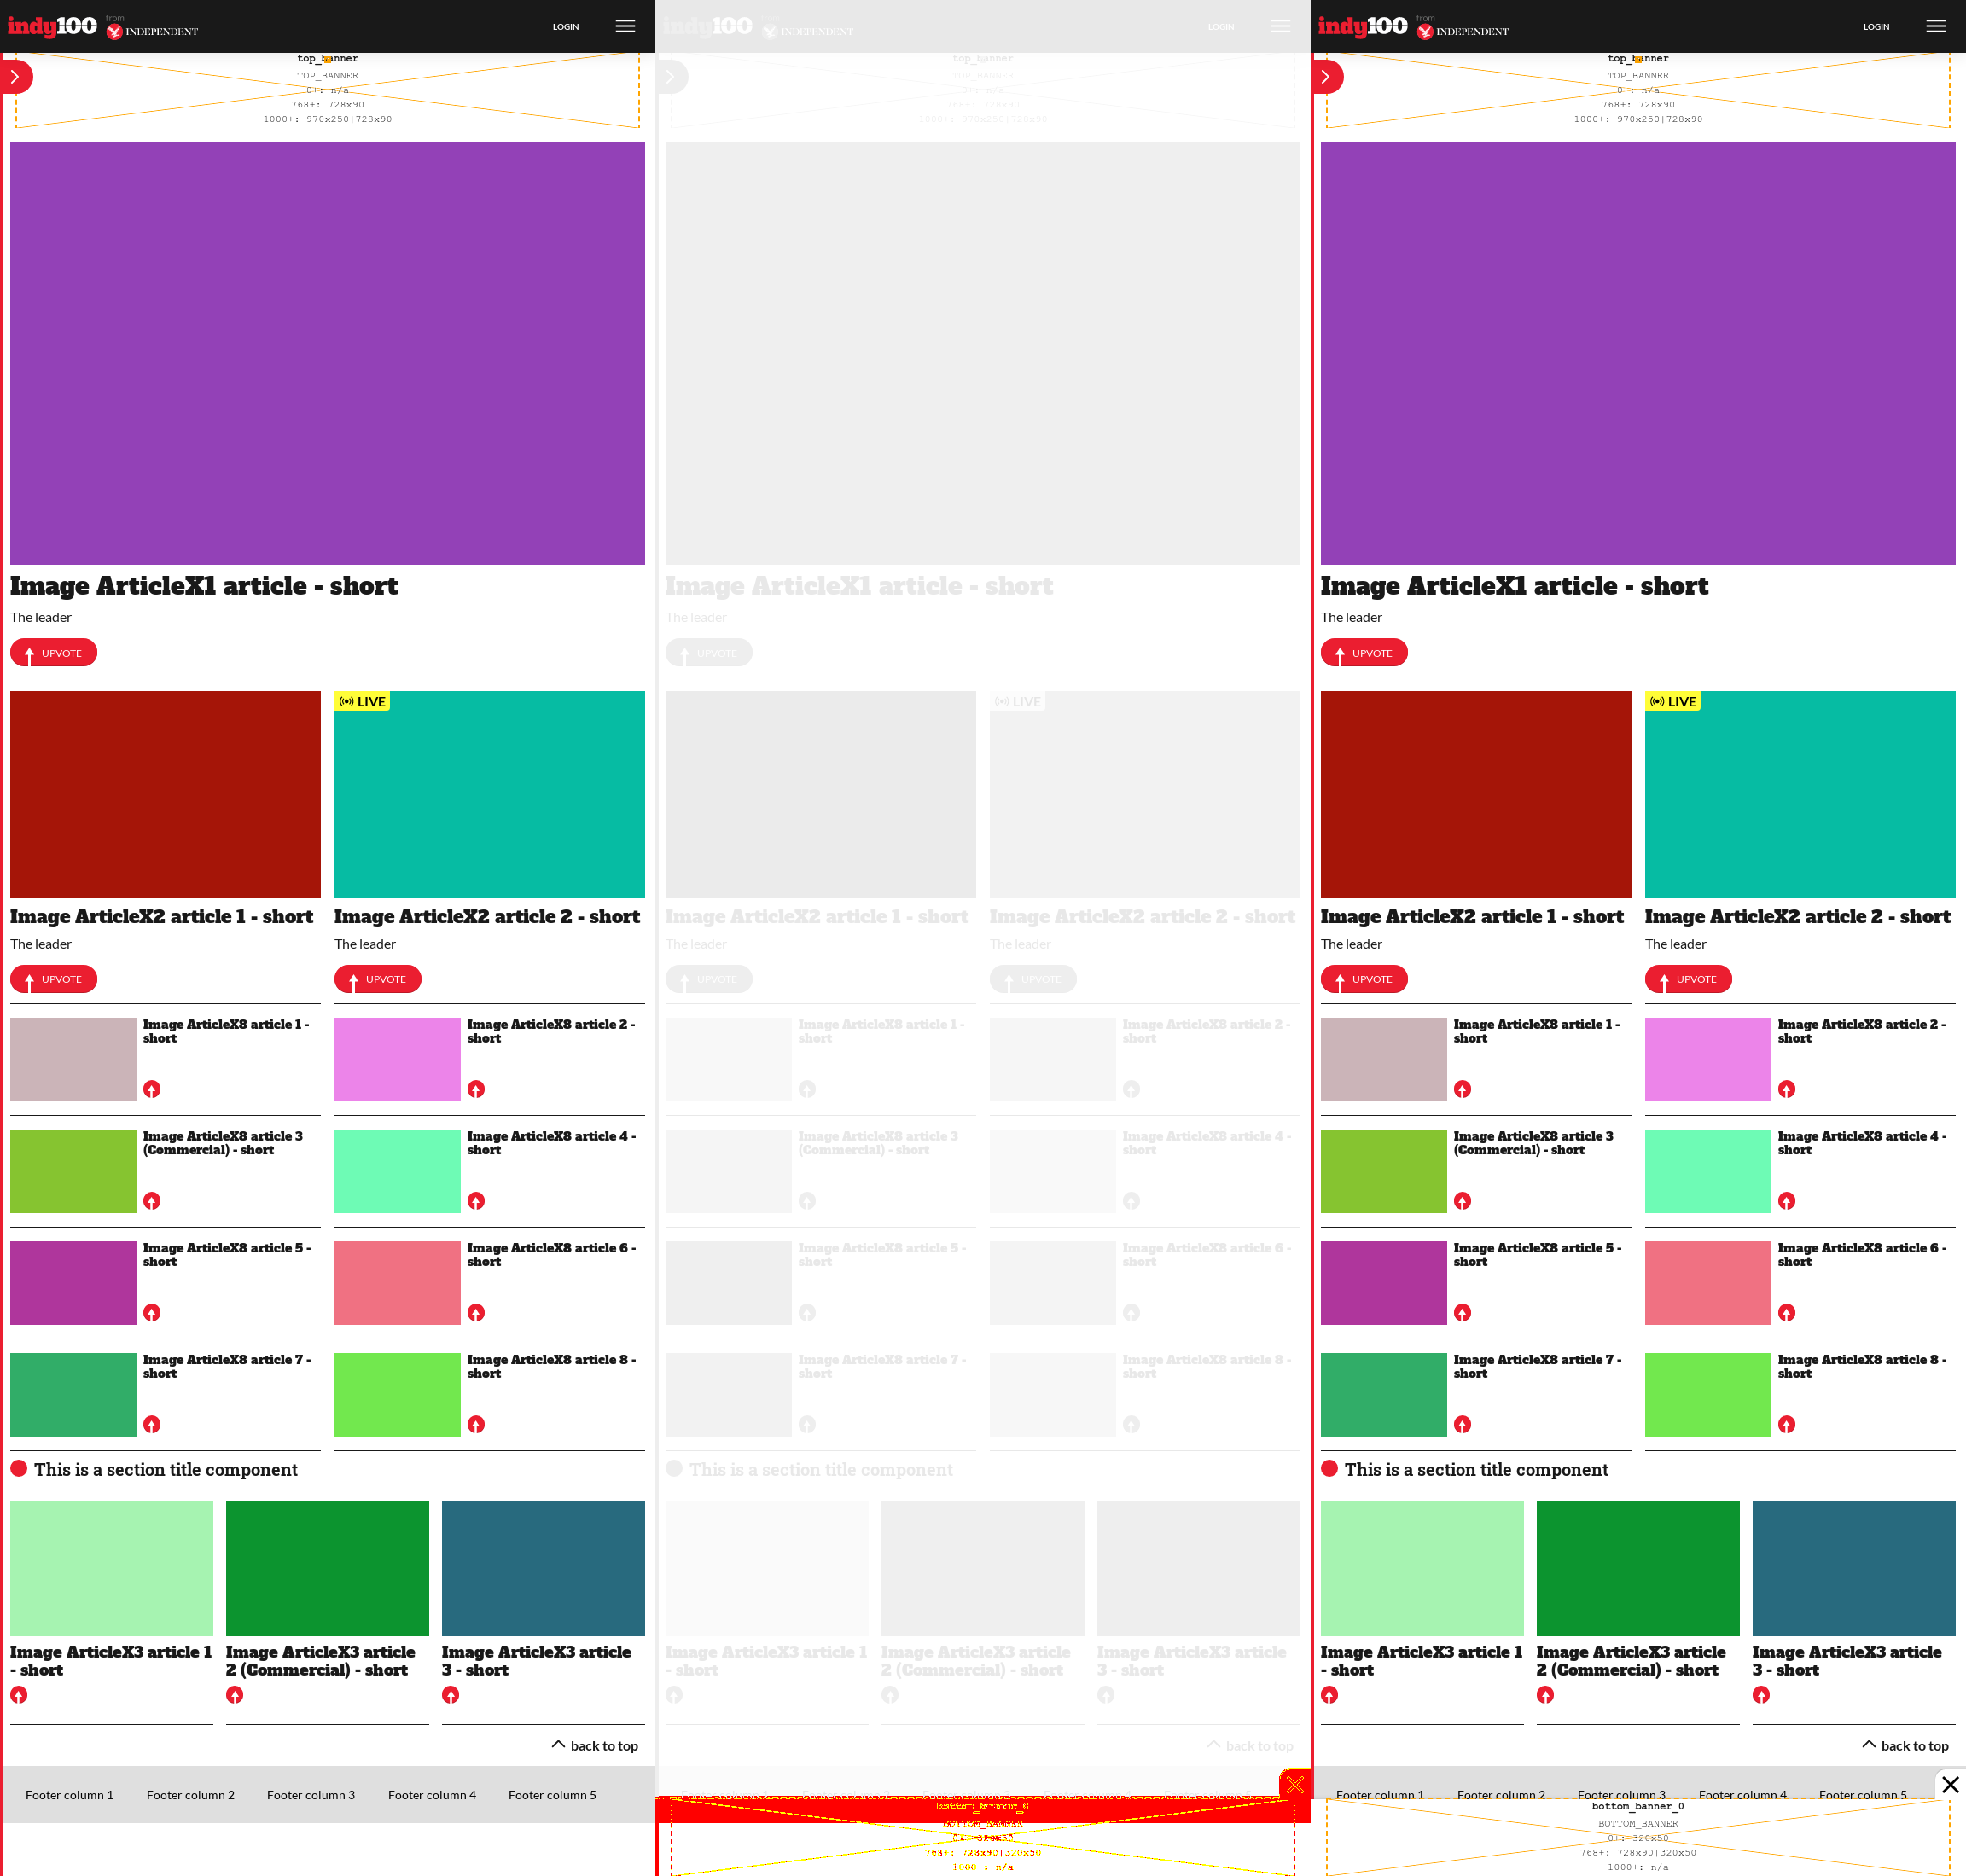 indy100
from
INDEPENDENT
LOGIN
top_banner
TOP_BANNER
0+: n/a
768+: 728x90
1000+: 970x250|728x90
Image ArticleX1 article - short
The leader
UPVOTE
LIVE
Image ArticleX2 article 1 - short
The leader
UPVOTE
Image ArticleX2 article 2 - short
The leader
UPVOTE
Image ArticleX8 article 1 -
short
Image ArticleX8 article 2 -
short
Image ArticleX8 article 3
(Commercial) - short
Image ArticleX8 article 4 -
short
Image ArticleX8 article 5 -
short
Image ArticleX8 article 6 -
short
Image ArticleX8 article 7 -
short
Image ArticleX8 article 8 -
short
This is a section title component
Image ArticleX3 article 1
- short
Image ArticleX3 article
2 (Commercial) - short
Image ArticleX3 article
3 - short
back to top
Footer column 1
Footer column 2
Footer column 3
Footer column 4
Footer column 5
indy100
from
INDEPENDENT
LOGIN
top_banner
TOP_BANNER
0+: n/a
768+: 728x90
1000+: 970x250|728x90
Image ArticleX1 article - short
The leader
UPVOTE
LIVE
Image ArticleX2 article 1 - short
The leader
UPVOTE
Image ArticleX2 article 2 - short
The leader
UPVOTE
Image ArticleX8 article 1 -
short
Image ArticleX8 article 2 -
short
Image ArticleX8 article 3
(Commercial) - short
Image ArticleX8 article 4 -
short
Image ArticleX8 article 5 -
short
Image ArticleX8 article 6 -
short
Image ArticleX8 article 7 -
short
Image ArticleX8 article 8 -
short
This is a section title component
Image ArticleX3 article 1
- short
Image ArticleX3 article
2 (Commercial) - short
Image ArticleX3 article
3 - short
back to top
BOTTOM_BANNER
0+: 320x50
768+: 728x90|320x50
1000+: n/a
indy100
from
INDEPENDENT
LOGIN
top_banner
TOP_BANNER
0+: n/a
768+: 728x90
1000+: 970x250|728x90
Image ArticleX1 article - short
The leader
UPVOTE
LIVE
Image ArticleX2 article 1 - short
The leader
UPVOTE
Image ArticleX2 article 2 - short
The leader
UPVOTE
Image ArticleX8 article 1 -
short
Image ArticleX8 article 2 -
short
Image ArticleX8 article 3
(Commercial) - short
Image ArticleX8 article 4 -
short
Image ArticleX8 article 5 -
short
Image ArticleX8 article 6 -
short
Image ArticleX8 article 7 -
short
Image ArticleX8 article 8 -
short
This is a section title component
Image ArticleX3 article 1
- short
Image ArticleX3 article
2 (Commercial) - short
Image ArticleX3 article
3 - short
back to top
Footer column 1
Footer column 2
Footer column 3
Footer column 4
Footer column 5
bottom_banner_0
BOTTOM_BANNER
0+: 320x50
768+: 728x90|320x50
1000+: n/a